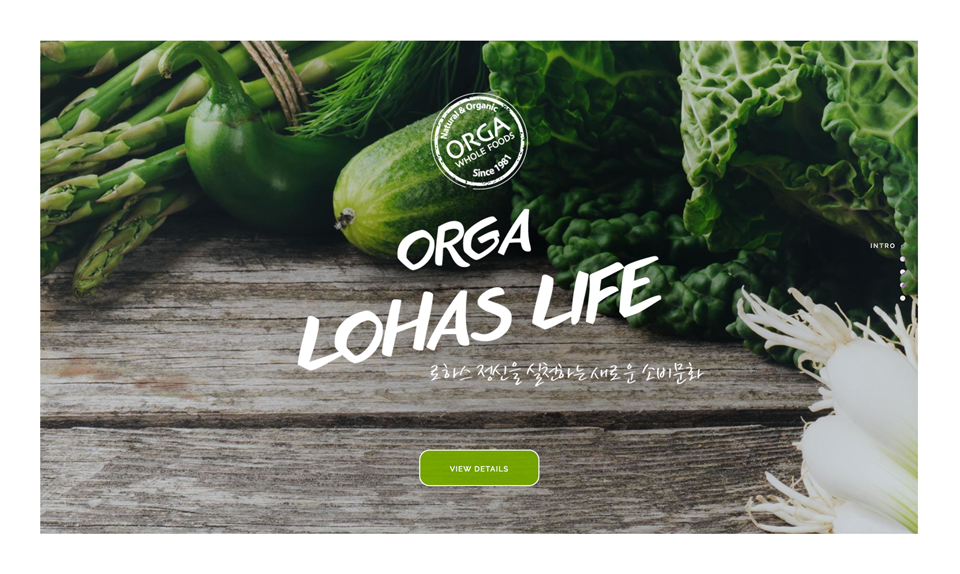 Natural & Organic
ORGA
WHOLE FOODS
Since 1981
ORGA
LOHAS LIFE
로하스 정신을 실천하는 새로운 소비문화
INTRO
VIEW DETAILS